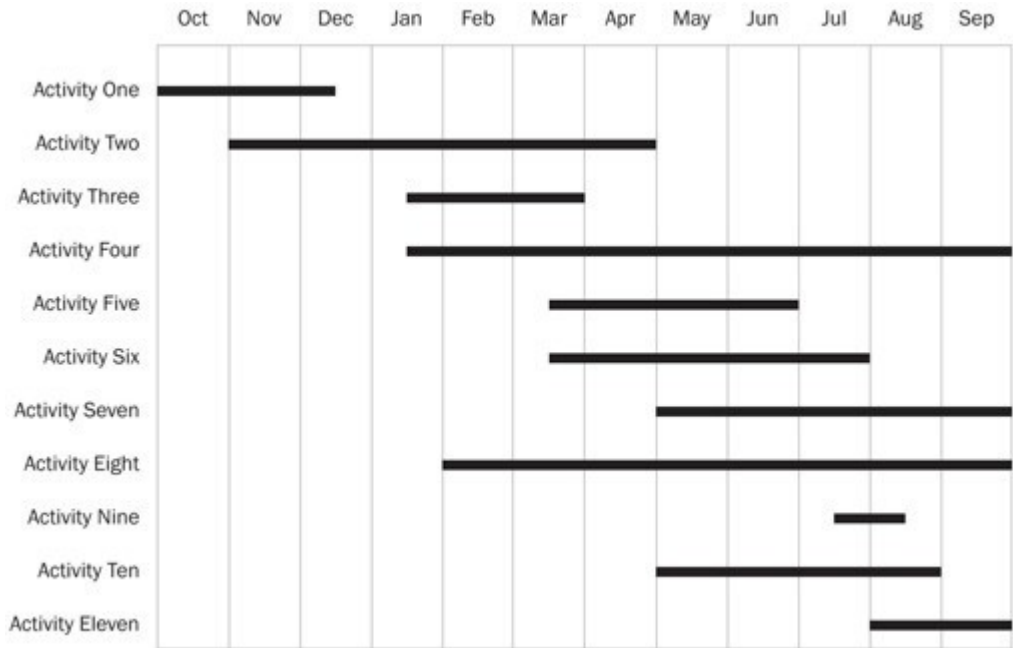 Oct Nov Dec Jan Feb Mar Apr May Jun Jul Aug Sep
Activity One
Activity Two
Activity Three
Activity Four
Activity Five
Activity Six
Activity Seven
Activity Eight
Activity Nine
Activity Ten
Activity Eleven